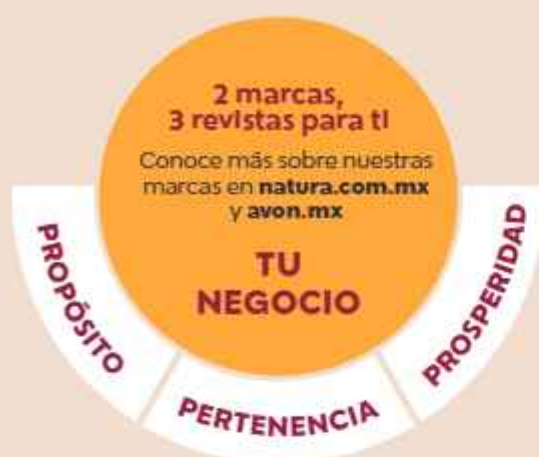 2 marcas,
3 revistas para ti
Conoce más sobre nuestras
marcas en natura.com.mx
y avon.mx
TU
NEGOCIO
PROPÓSITO
PERTENENCIA
PROSPERIDAD